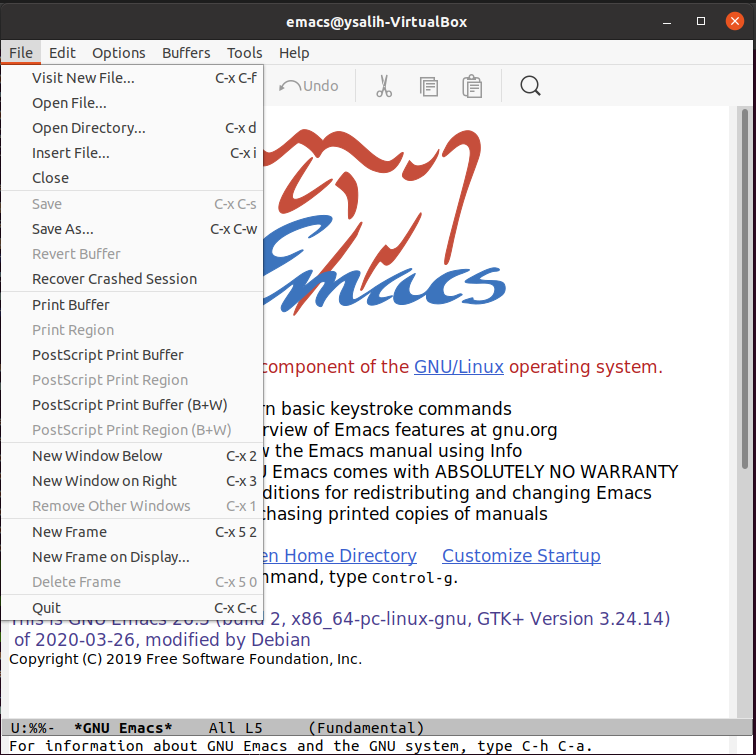 emacs@ysalih-VirtualBox
File Edit Options Buffers Tools Help
Visit New File... C-x C-f
Open File...
Open Directory... C-x d
Insert File... C-x i
Close
Save C-x C-s
Save As... C-x C-w
Revert Buffer
Recover Crashed Session
Print Buffer
Print Region
PostScript Print Buffer
PostScript Print Region
PostScript Print Buffer (B+W)
PostScript Print Region (B+W)
New Window Below C-x 2
New Window on Right C-x 3
Remove Other Windows C-x 1
New Frame C-x 5 2
New Frame on Display...
Delete Frame C-x 5 0
Quit C-x C-c
Undo
Emacs
component of the GNU/Linux operating system.
rn basic keystroke commands
rview of Emacs features at gnu.org
w the Emacs manual using Info
U Emacs comes with ABSOLUTELY NO WARRANTY
ditions for redistributing and changing Emacs
chasing printed copies of manuals
en Home Directory Customize Startup
mmand, type control-g.
This is GNU Emacs 26.3 (build 2, x86_64-pc-linux-gnu, GTK+ Version 3.24.14)
of 2020-03-26, modified by Debian
Copyright (C) 2019 Free Software Foundation, Inc.
U:%%- *GNU Emacs* All L5 (Fundamental)
For information about GNU Emacs and the GNU system, type C-h C-a.